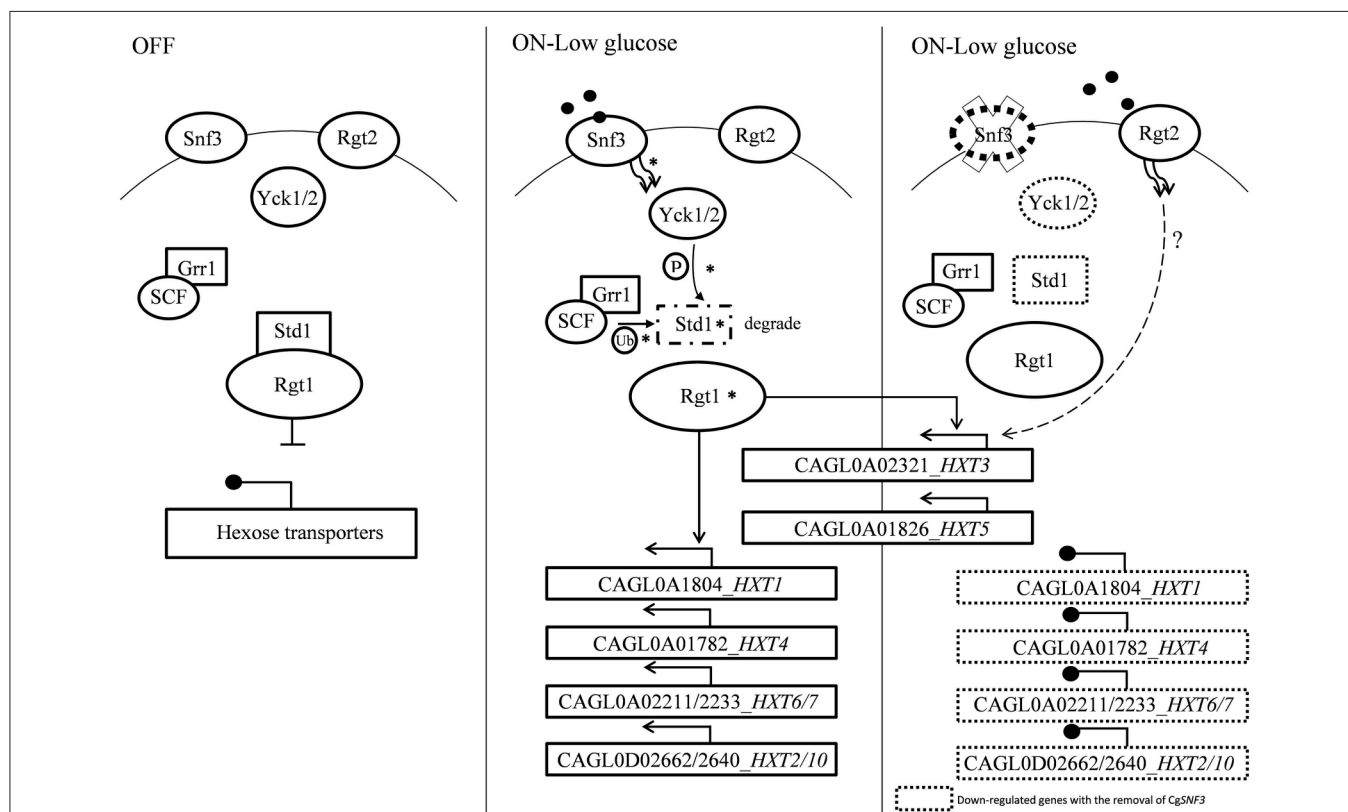 OFF
Snf3
Rgt2
Yck1/2
Grr1
SCF
Std1
Rgt1
Hexose transporters
ON-Low glucose
Snf3
*
Rgt2
Yck1/2
P
*
Grr1
SCF
Ub
*
Std1*
degrade
Rgt1 *
CAGL0A02321_HXT3
CAGL0A01826_HXT5
CAGL0A1804_HXT1
CAGL0A01782_HXT4
CAGL0A02211/2233_HXT6/7
CAGL0D02662/2640_HXT2/10
ON-Low glucose
Snf3
Rgt2
Yck1/2
?
Grr1
SCF
Std1
Rgt1
CAGL0A1804_HXT1
CAGL0A01782_HXT4
CAGL0A02211/2233_HXT6/7
CAGL0D02662/2640_HXT2/10
Down-regulated genes with the removal of CgSNF3